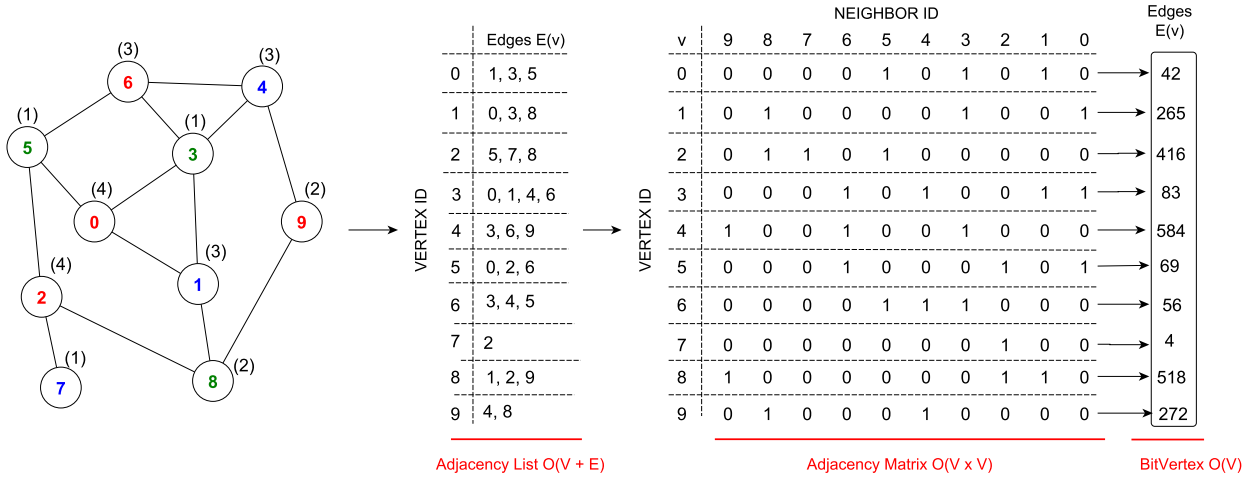 (3)
6
(3)
4
(1)
5
(1)
3
(4)
0
(2)
9
(3)
1
(4)
2
(1)
7
(2)
8
VERTEX ID
Edges E(v)
0 1, 3, 5
1 0, 3, 8
2 5, 7, 8
3 0, 1, 4, 6
4 3, 6, 9
5 0, 2, 6
6 3, 4, 5
7 2
8 1, 2, 9
9 4, 8
Adjacency List O(V + E)
NEIGHBOR ID
VERTEX ID
v 9 8 7 6 5 4 3 2 1 0
0 0 0 0 0 1 0 1 0 1 0
1 0 1 0 0 0 0 1 0 0 1
2 0 1 1 0 1 0 0 0 0 0
3 0 0 0 1 0 1 0 0 1 1
4 1 0 0 1 0 0 1 0 0 0
5 0 0 0 1 0 0 0 1 0 1
6 0 0 0 0 1 1 1 0 0 0
7 0 0 0 0 0 0 0 1 0 0
8 1 0 0 0 0 0 0 1 1 0
9 0 1 0 0 0 1 0 0 0 0
Adjacency Matrix O(V x V)
Edges
E(v)
42
265
416
83
584
69
56
4
518
272
BitVertex O(V)